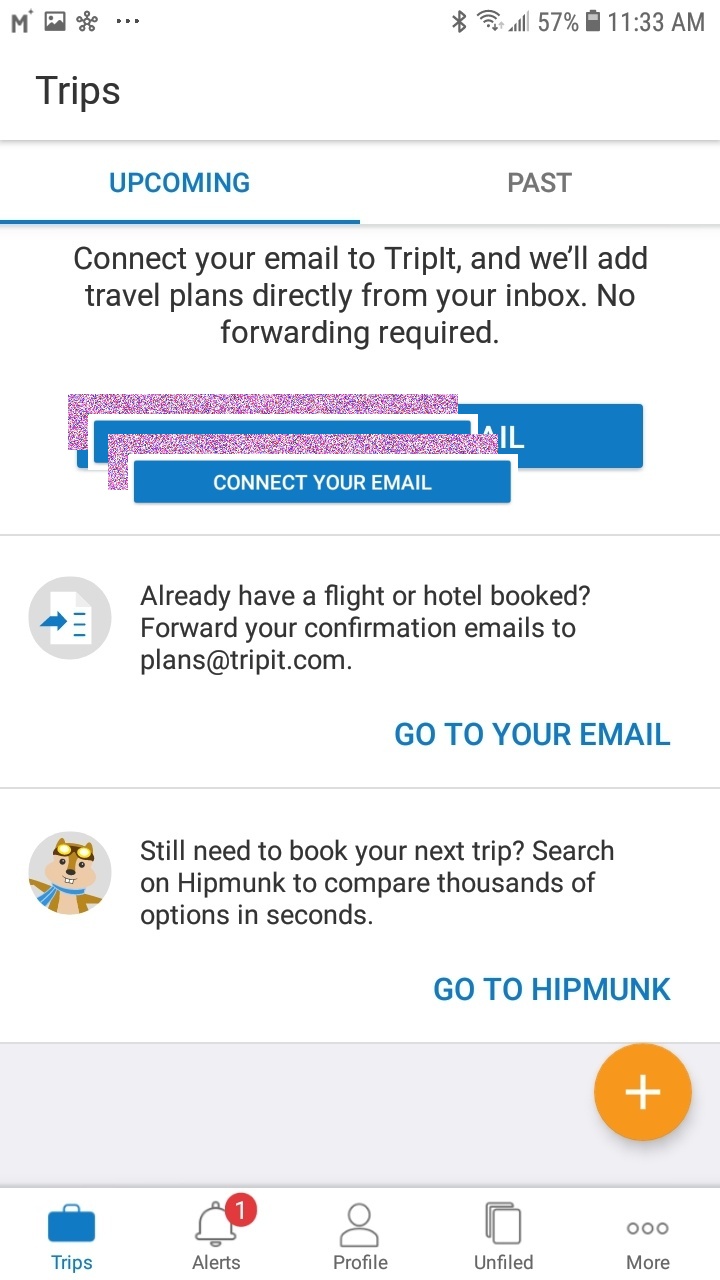 57% 11:33 AM
Trips
UPCOMING PAST
Connect your email to TripIt, and we’ll add
travel plans directly from your inbox. No
forwarding required.
CONNECT YOUR EMAIL
Already have a flight or hotel booked?
Forward your confirmation emails to
plans@tripit.com.
GO TO YOUR EMAIL
Still need to book your next trip? Search
on Hipmunk to compare thousands of
options in seconds.
GO TO HIPMUNK
1
Trips Alerts Profile Unfiled More